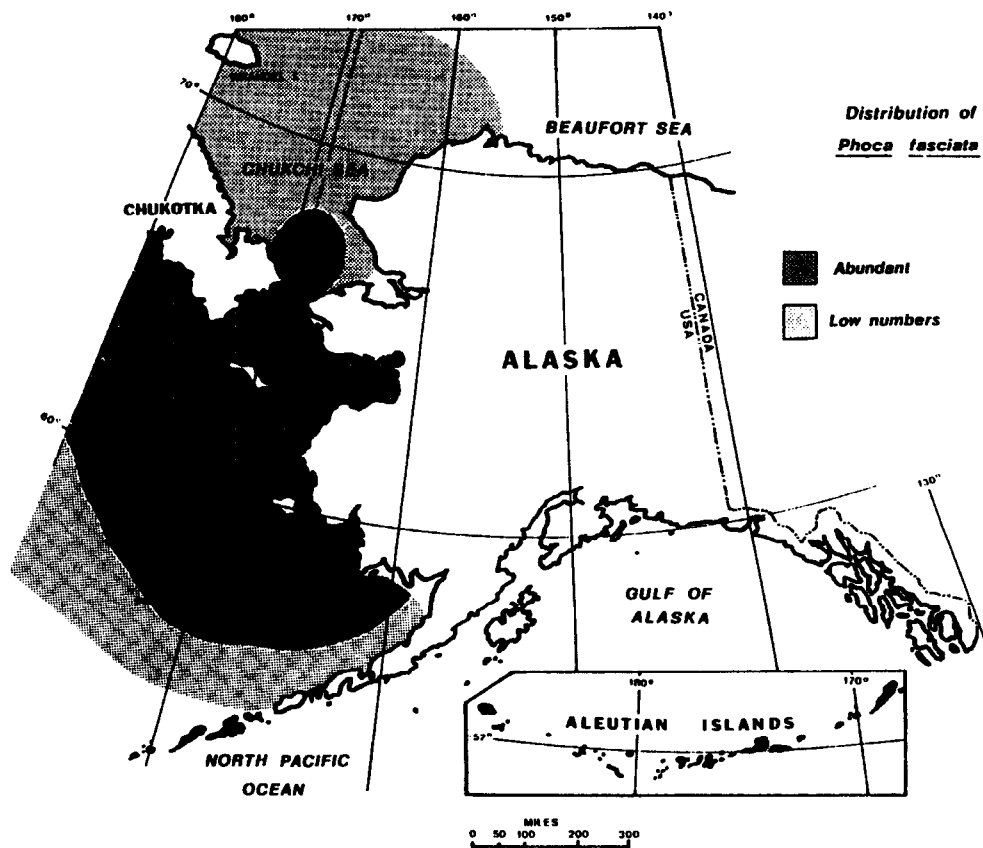 180°
170°
160°
150°
140°
70°
BEAUFORT SEA
Distribution of
Phoca fasciata
CHUKCHI SEA
CHUKOTKA
Abundant
Low numbers
CANADA
USA
ALASKA
60°
130°
GULF OF
ALASKA
180°
170°
ALEUTIAN ISLANDS
52°
NORTH PACIFIC
OCEAN
MILES
0 50 100 200 300